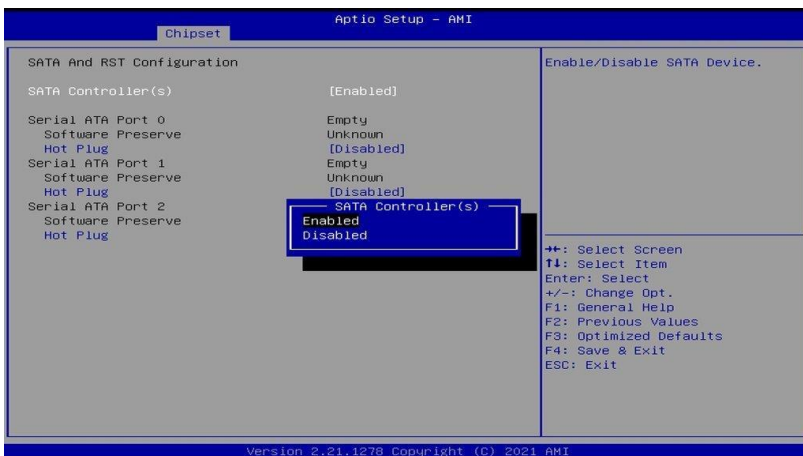 Aptio Setup - AMI
Chipset
SATA And RST Configuration
Enable/Disable SATA Device.
SATA Controller(s) [Enabled]
Serial ATA Port 0 Empty
Software Preserve Unknown
Hot Plug [Disabled]
Serial ATA Port 1 Empty
Software Preserve Unknown
Hot Plug [Disabled]
Serial ATA Port 2
Software Preserve
Hot Plug
SATA Controller(s)
Enabled
Disabled
→←: Select Screen
↑↓: Select Item
Enter: Select
+/-: Change Opt.
F1: General Help
F2: Previous Values
F3: Optimized Defaults
F4: Save & Exit
ESC: Exit
Version 2.21.1278 Copyright (C) 2021 AMI